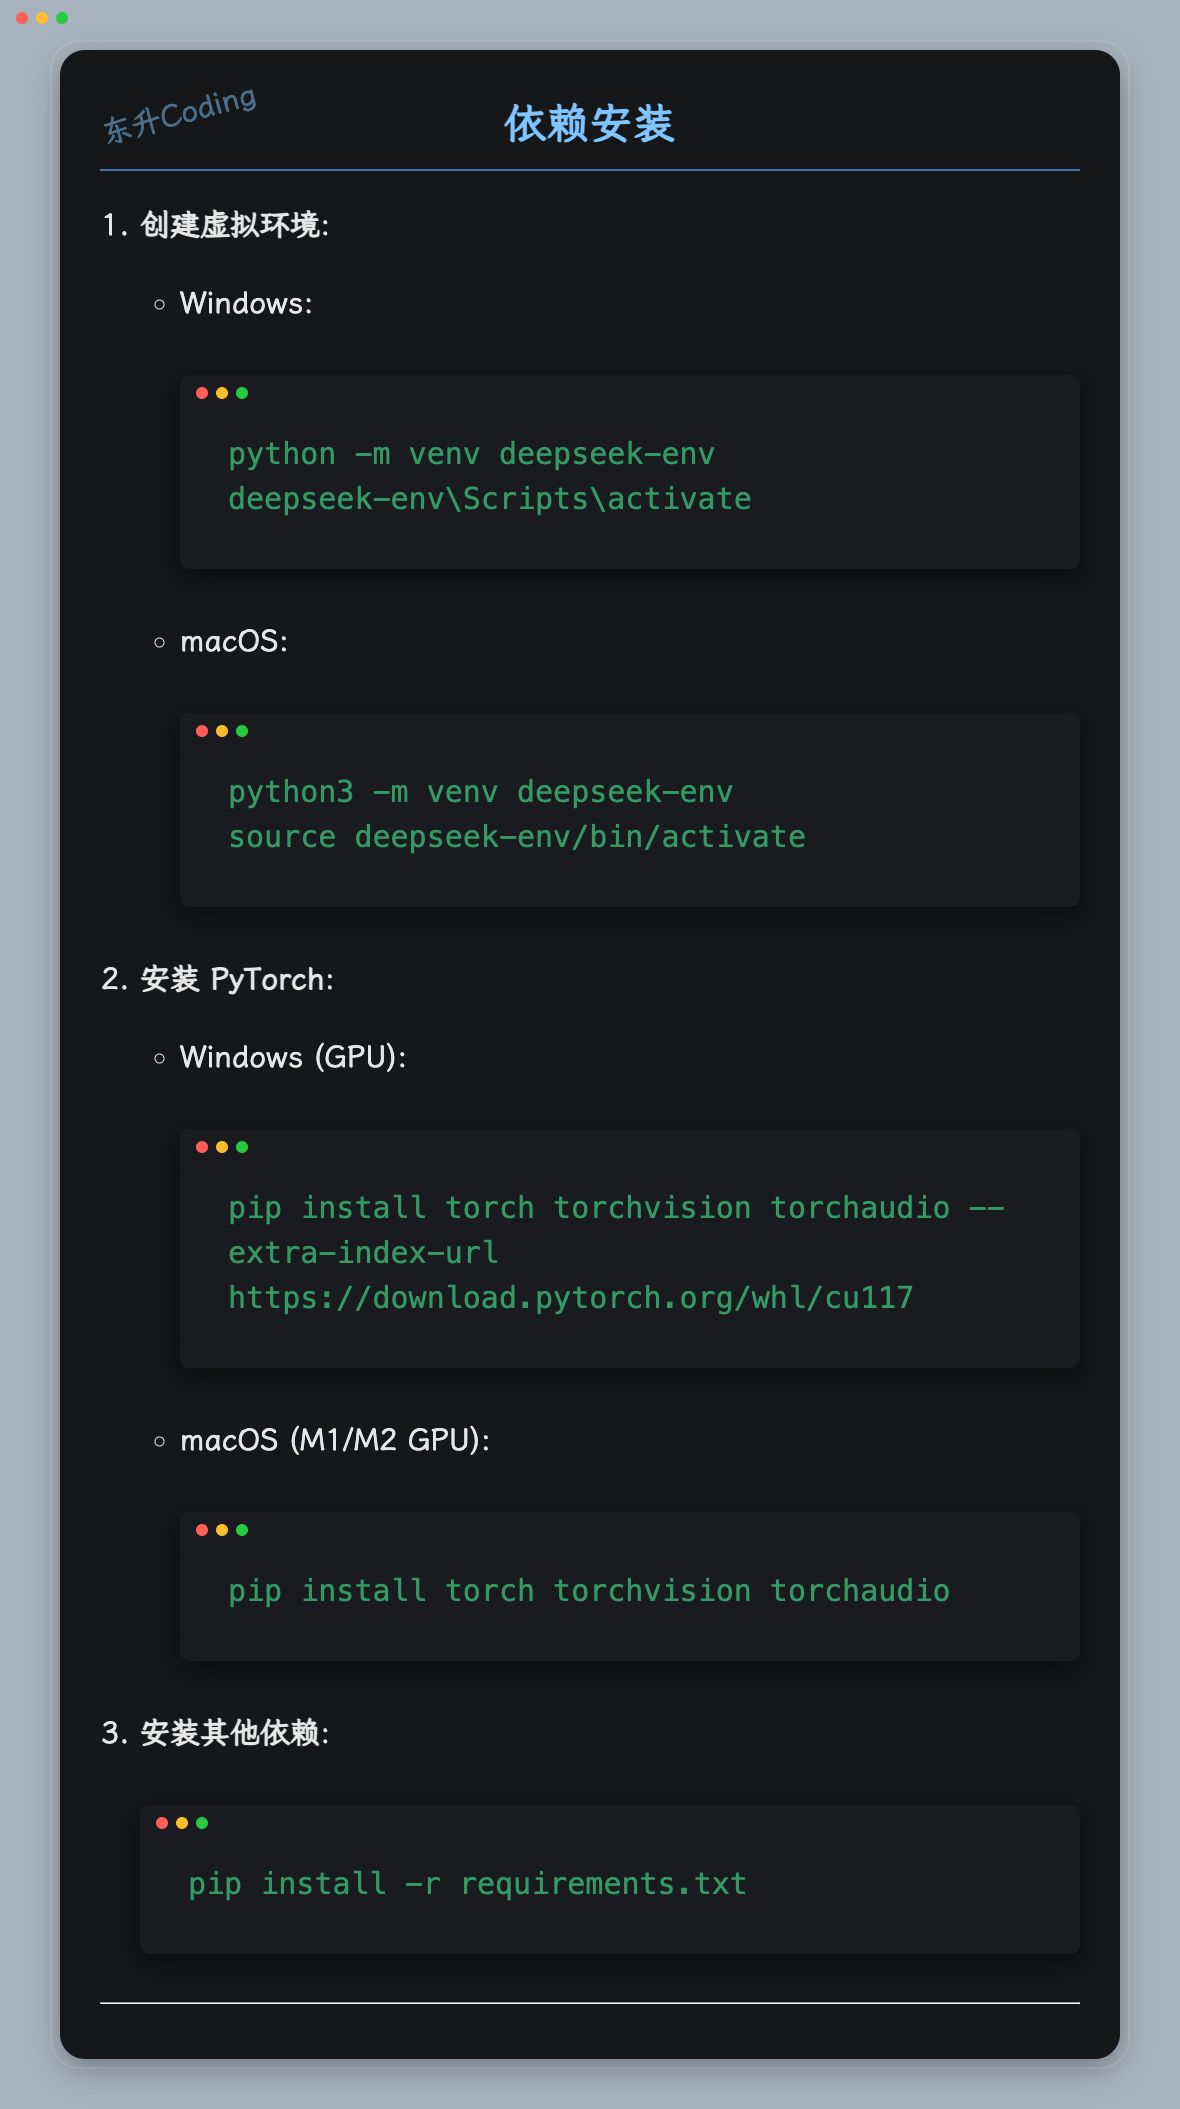 东升Coding
依赖安装
1. 创建虚拟环境:
Windows:
python -m venv deepseek-env
deepseek-env\Scripts\activate
macOS:
python3 -m venv deepseek-env
source deepseek-env/bin/activate
2. 安装 PyTorch:
Windows (GPU):
pip install torch torchvision torchaudio --
extra-index-url
https://download.pytorch.org/whl/cu117
macOS (M1/M2 GPU):
pip install torch torchvision torchaudio
3. 安装其他依赖:
pip install -r requirements.txt